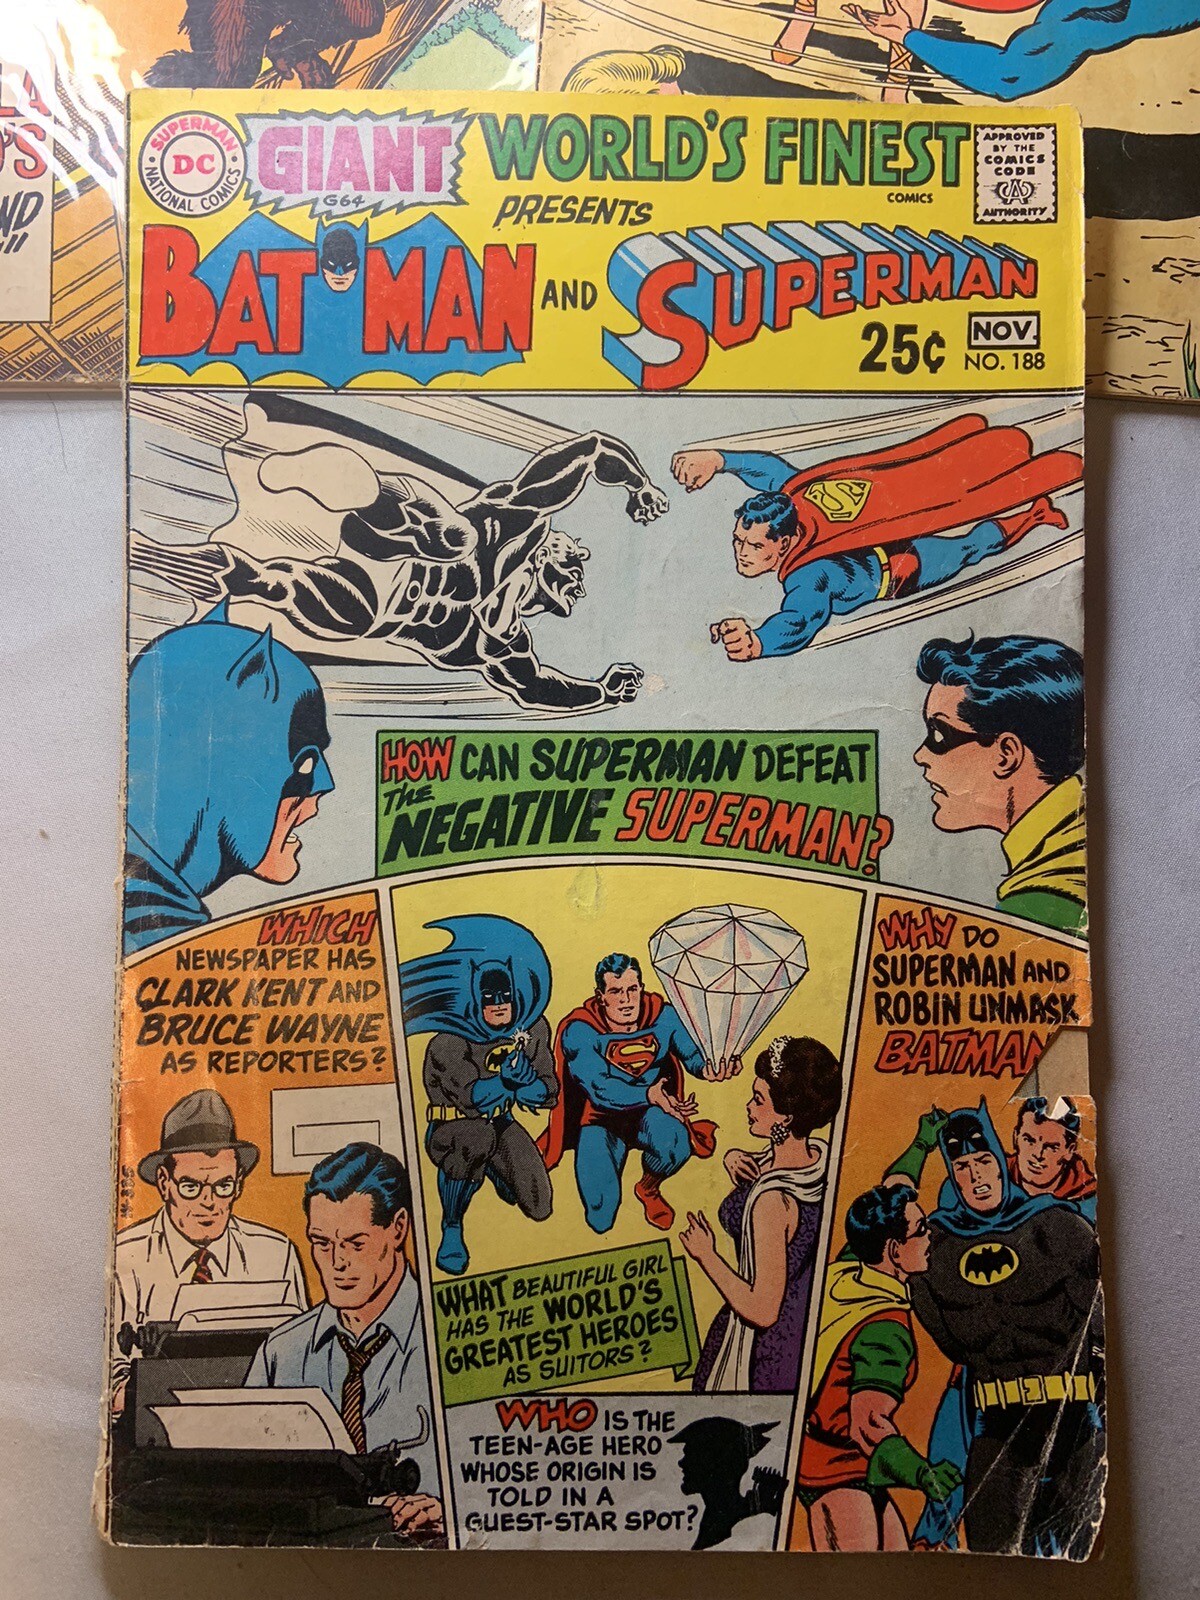 LA
D'S
ND
"
SUPERMAN
DC
NATIONAL COMICS
GIANT
G64
WORLD'S FINEST
COMICS
PRESENTS
APPROVED
BY THE
COMICS
CODE
CA
AUTHORITY
BATMAN AND SUPERMAN
25¢
NOV.
NO. 188
S
HOW CAN SUPERMAN DEFEAT
THE
NEGATIVE SUPERMAN?
WHICH
NEWSPAPER HAS
CLARK KENT AND
BRUCE WAYNE
AS REPORTERS?
WHAT BEAUTIFUL GIRL
HAS THE WORLD'S
GREATEST HEROES
AS SUITORS?
WHO IS THE
TEEN-AGE HERO
WHOSE ORIGIN IS
TOLD IN A
GUEST-STAR SPOT?
WHY DO
SUPERMAN AND
ROBIN UNMASK
BATMAN